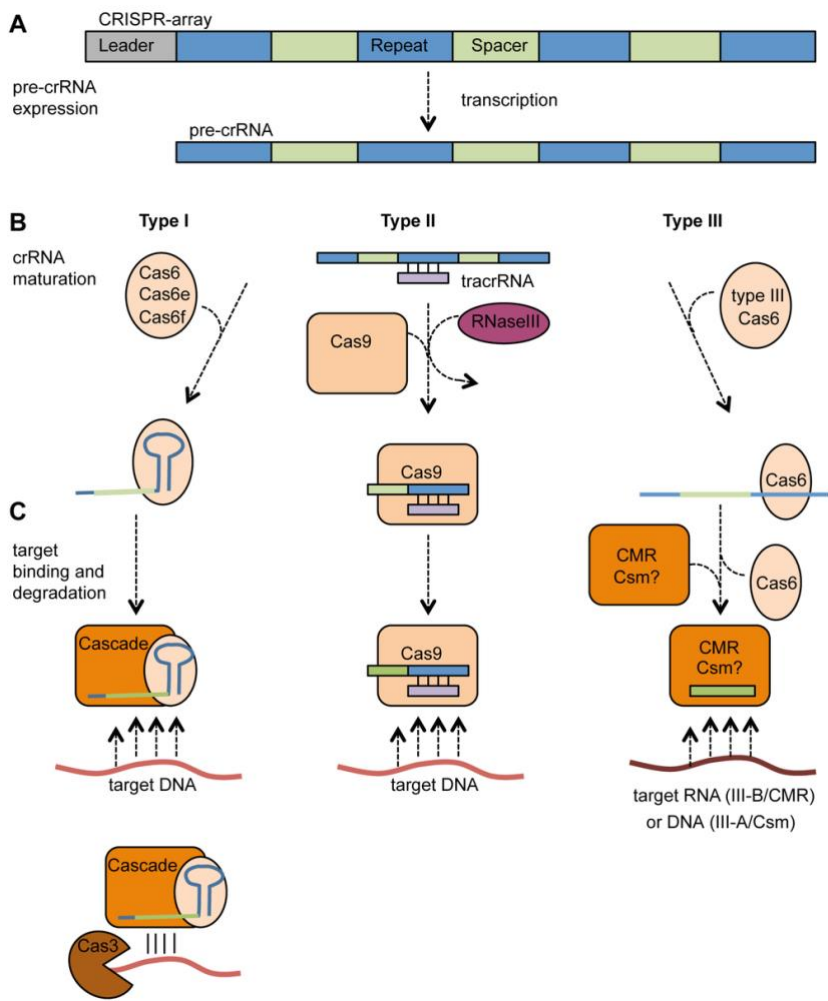 A
CRISPR-array
Leader
Repeat
Spacer
pre-crRNA
expression
transcription
pre-crRNA
B
Type I
Type II
Type III
crRNA
maturation
Cas6
Cas6e
Cas6f
tracrRNA
Cas9
RNaseIII
type III
Cas6
Cas9
Cas6
C
target
binding and
degradation
CMR
Csm?
Cas6
Cascade
Cas9
CMR
Csm?
target DNA
target DNA
target RNA (III-B/CMR)
or DNA (III-A/Csm)
Cascade
Cas3